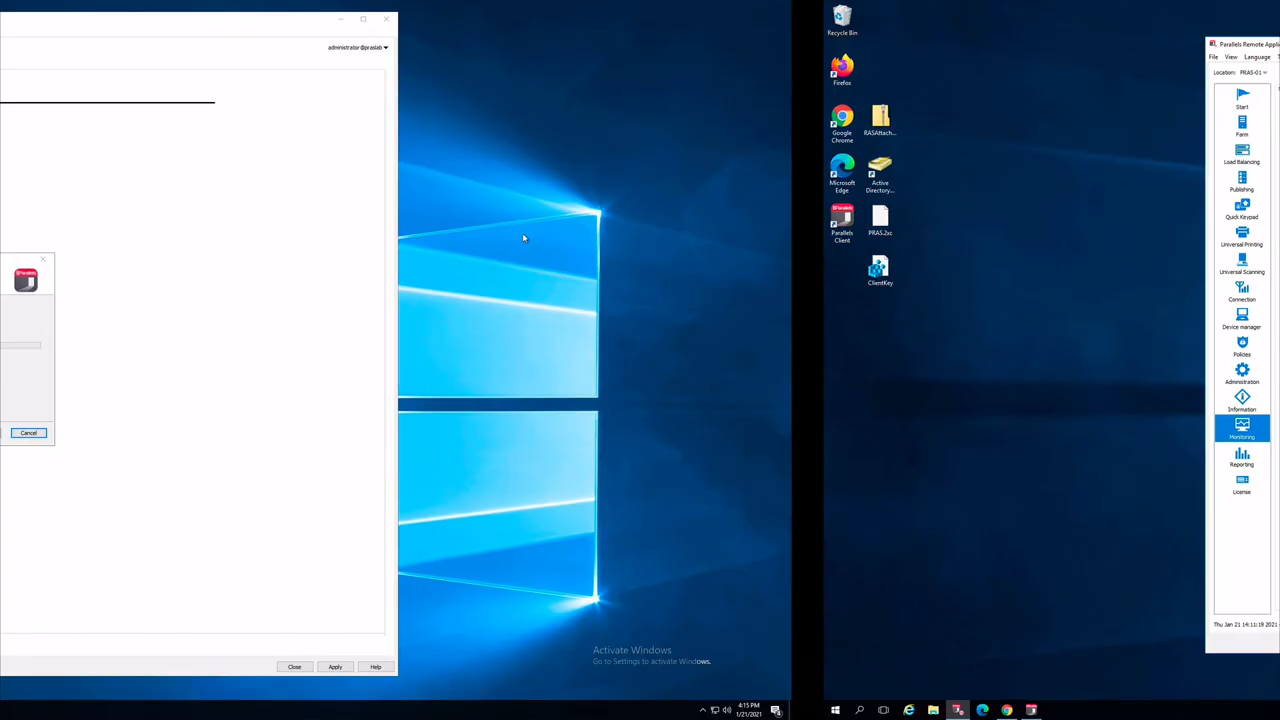 administrator@praslab
Parallels
Cancel
Close
Apply
Help
Activate Windows
Go to Settings to activate Windows.
4:15 PM
1/21/2021
Recycle Bin
Firefox
Google
Chrome
RASAttach...
Microsoft
Edge
Active
Directory...
Parallels
Client
PRAS.2xc
ClientKey
Parallels Remote Appli
File View Language
Location: PRAS-01
Start
Farm
Load Balancing
Publishing
Quick Keypad
Universal Printing
Universal Scanning
Connection
Device manager
Policies
Administration
Information
Monitoring
Reporting
License
Thu Jan 21 14:11:19 2021 -